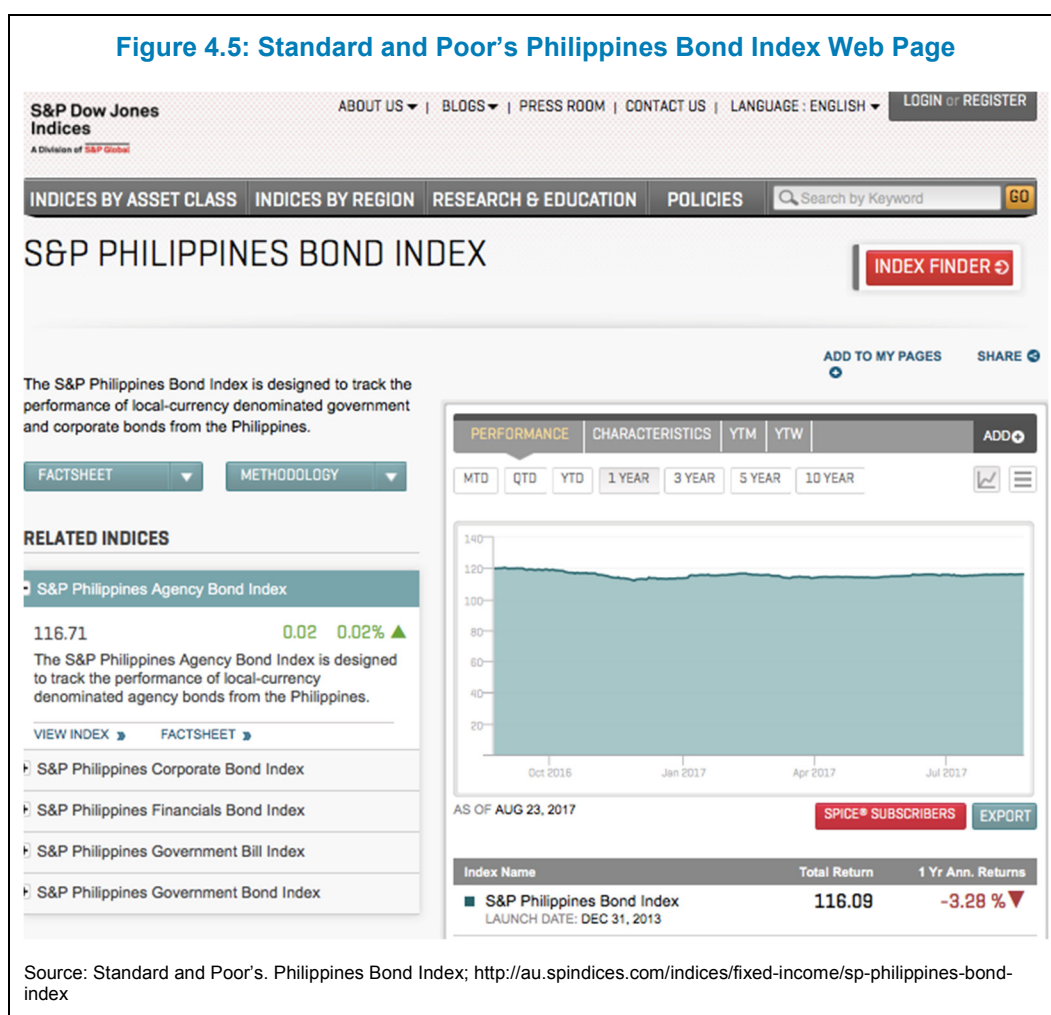 Figure 4.5: Standard and Poor's Philippines Bond Index Web Page
S&P Dow Jones
Indices
A Division of S&P Global
ABOUT US | BLOGS | PRESS ROOM | CONTACT US | LANGUAGE : ENGLISH
LOGIN or REGISTER
INDICES BY ASSET CLASS INDICES BY REGION RESEARCH & EDUCATION POLICIES Search by Keyword GO
S&P PHILIPPINES BOND INDEX
INDEX FINDER
ADD TO MY PAGES SHARE
The S&P Philippines Bond Index is designed to track the
performance of local-currency denominated government
and corporate bonds from the Philippines.
FACTSHEET METHODOLOGY
RELATED INDICES
S&P Philippines Agency Bond Index
116.71 0.02 0.02%
The S&P Philippines Agency Bond Index is designed
to track the performance of local-currency
denominated agency bonds from the Philippines.
VIEW INDEX FACTSHEET
S&P Philippines Corporate Bond Index
S&P Philippines Financials Bond Index
S&P Philippines Government Bill Index
S&P Philippines Government Bond Index
PERFORMANCE CHARACTERISTICS YTM YTW ADD
MTD QTD YTD 1 YEAR 3 YEAR 5 YEAR 10 YEAR
140
120
100
80
60
40
20
Oct 2016 Jan 2017 Apr 2017 Jul 2017
AS OF AUG 23, 2017
SPICE® SUBSCRIBERS EXPORT
Index Name Total Return 1 Yr Ann. Returns
S&P Philippines Bond Index 116.09 -3.28 %
LAUNCH DATE: DEC 31, 2013
Source: Standard and Poor's. Philippines Bond Index; http://au.spindices.com/indices/fixed-income/sp-philippines-bond-
index